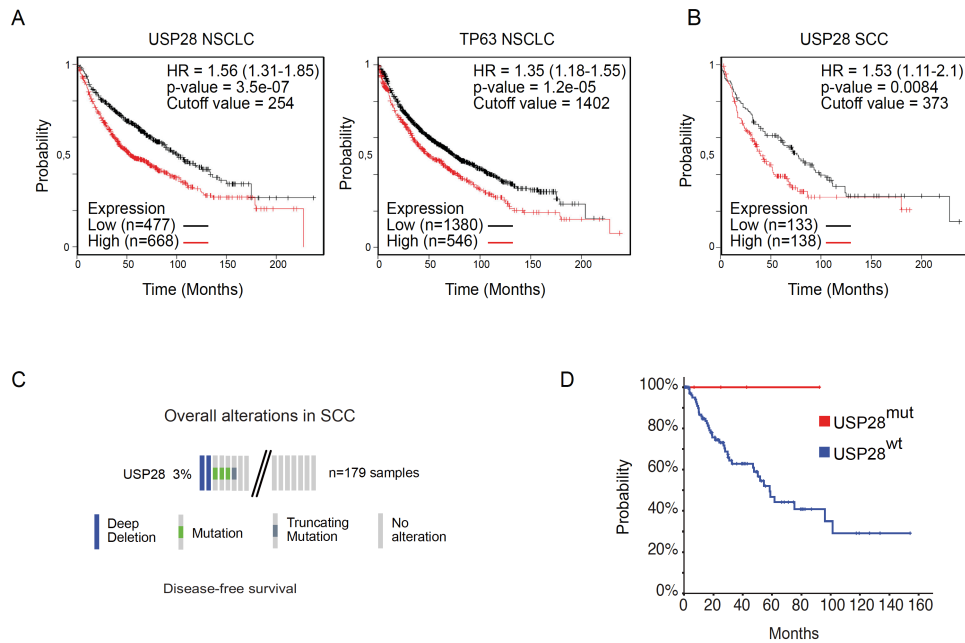 A
B
USP28 NSCLC
TP63 NSCLC
USP28 SCC
HR = 1.56 (1.31-1.85)
p-value = 3.5e-07
Cutoff value = 254
1
0,5
0
Probability
Expression
Low (n=477)
High (n=668)
0 50 100 150 200
Time (Months)
HR = 1.35 (1.18-1.55)
p-value = 1.2e-05
Cutoff value = 1402
1
0,5
0
Probability
Expression
Low (n=1380)
High (n=546)
0 50 100 150 200
Time (Months)
HR = 1.53 (1.11-2.1)
p-value = 0.0084
Cutoff value = 373
1
0,5
0
Probability
Expression
Low (n=133)
High (n=138)
0 50 100 150 200
Time (Months)
C
Overall alterations in SCC
USP28 3%
n=179 samples
Deep
Deletion
Mutation
Truncating
Mutation
No
alteration
Disease-free survival
D
100%
80%
60%
40%
20%
0%
Probability
USP28mut
USP28wt
0 20 40 60 80 100 120 140 160
Months